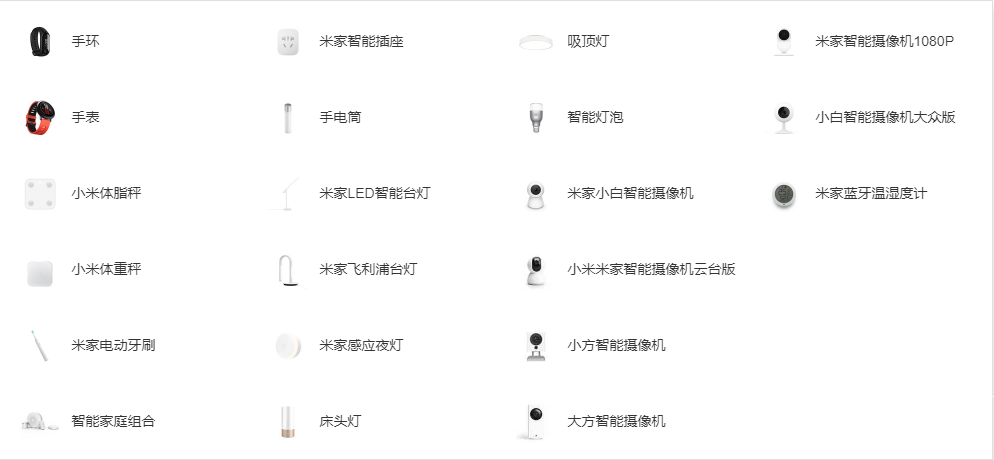 手环
手表
小米体脂秤
小米体重秤
米家电动牙刷
智能家庭组合
米家智能插座
手电筒
米家LED智能台灯
米家飞利浦台灯
米家感应夜灯
床头灯
吸顶灯
智能灯泡
米家小白智能摄像机
小米米家智能摄像机云台版
小方智能摄像机
大方智能摄像机
米家智能摄像机1080P
小白智能摄像机大众版
米家蓝牙温湿度计